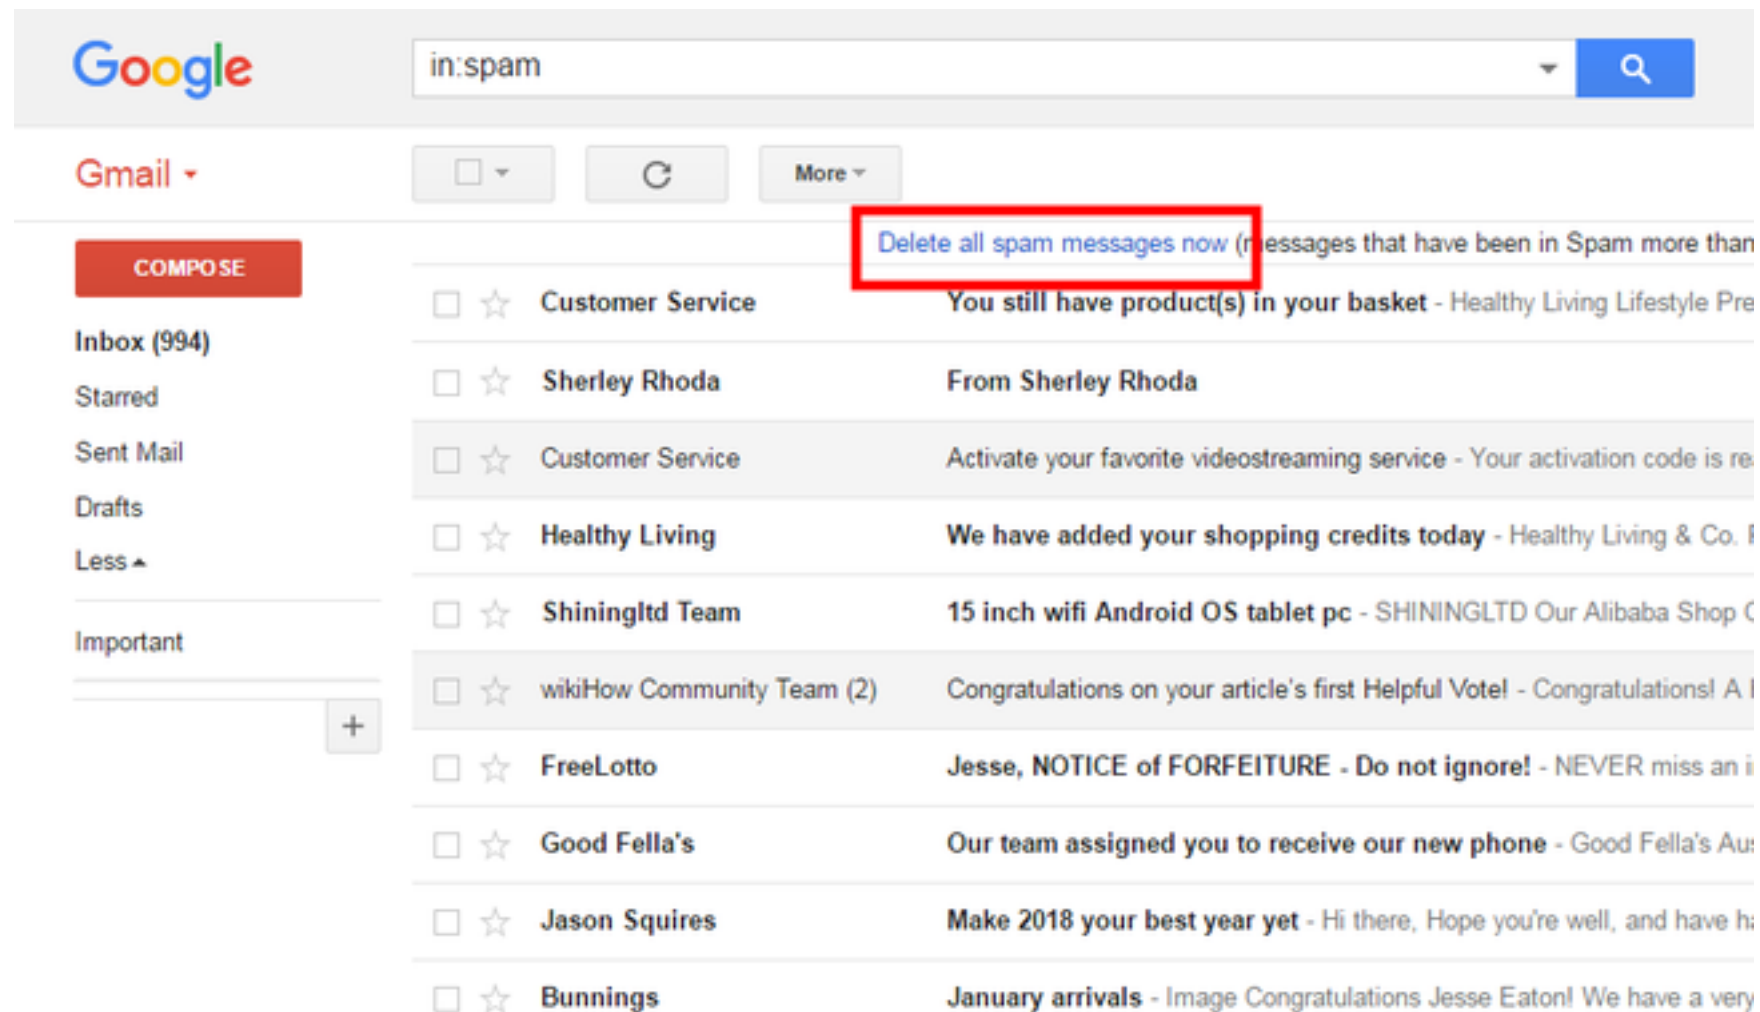 Google
in:spam
Gmail
More
Delete all spam messages now (messages that have been in Spam more than
COMPOSE
Inbox (994)
Starred
Sent Mail
Drafts
Less
Important
Customer Service You still have product(s) in your basket - Healthy Living Lifestyle
Sherley Rhoda From Sherley Rhoda
Customer Service Activate your favorite videostreaming service - Your activation code is
Healthy Living We have added your shopping credits today - Healthy Living & Co.
Shiningltd Team 15 inch wifi Android OS tablet pc - SHININGLTD Our Alibaba Shop
wikiHow Community Team (2) Congratulations on your article's first Helpful Vote! - Congratulations! A
FreeLotto Jesse, NOTICE of FORFEITURE - Do not ignore! - NEVER miss an
Good Fella's Our team assigned you to receive our new phone - Good Fella's
Jason Squires Make 2018 your best year yet - Hi there, Hope you're well, and have
Bunnings January arrivals - Image Congratulations Jesse Eaton! We have a very